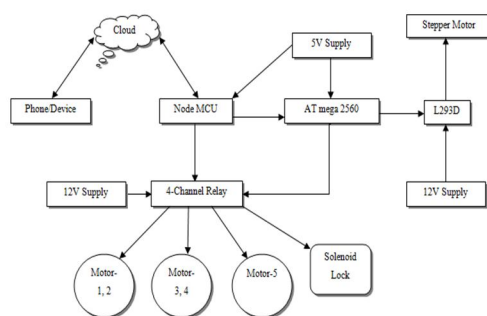 Cloud
Stepper Motor
5V Supply
Phone/Device
Node MCU
AT mega 2560
L293D
12V Supply
4-Channel Relay
12V Supply
Motor-
1, 2
Motor-
3, 4
Motor-5
Solenoid
Lock